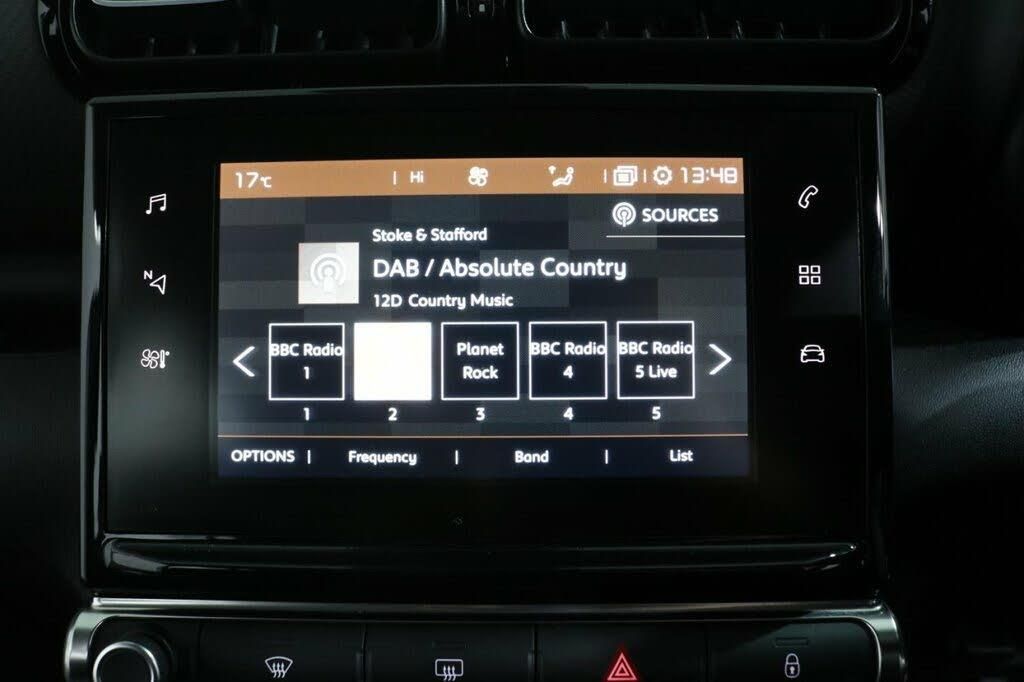 17°C | Hi | | 13:48
SOURCES
Stoke & Stafford
DAB / Absolute Country
12D Country Music
BBC Radio
1
Planet
Rock
BBC Radio
4
BBC Radio
5 Live
1 2 3 4 5
OPTIONS | Frequency | Band | List
N